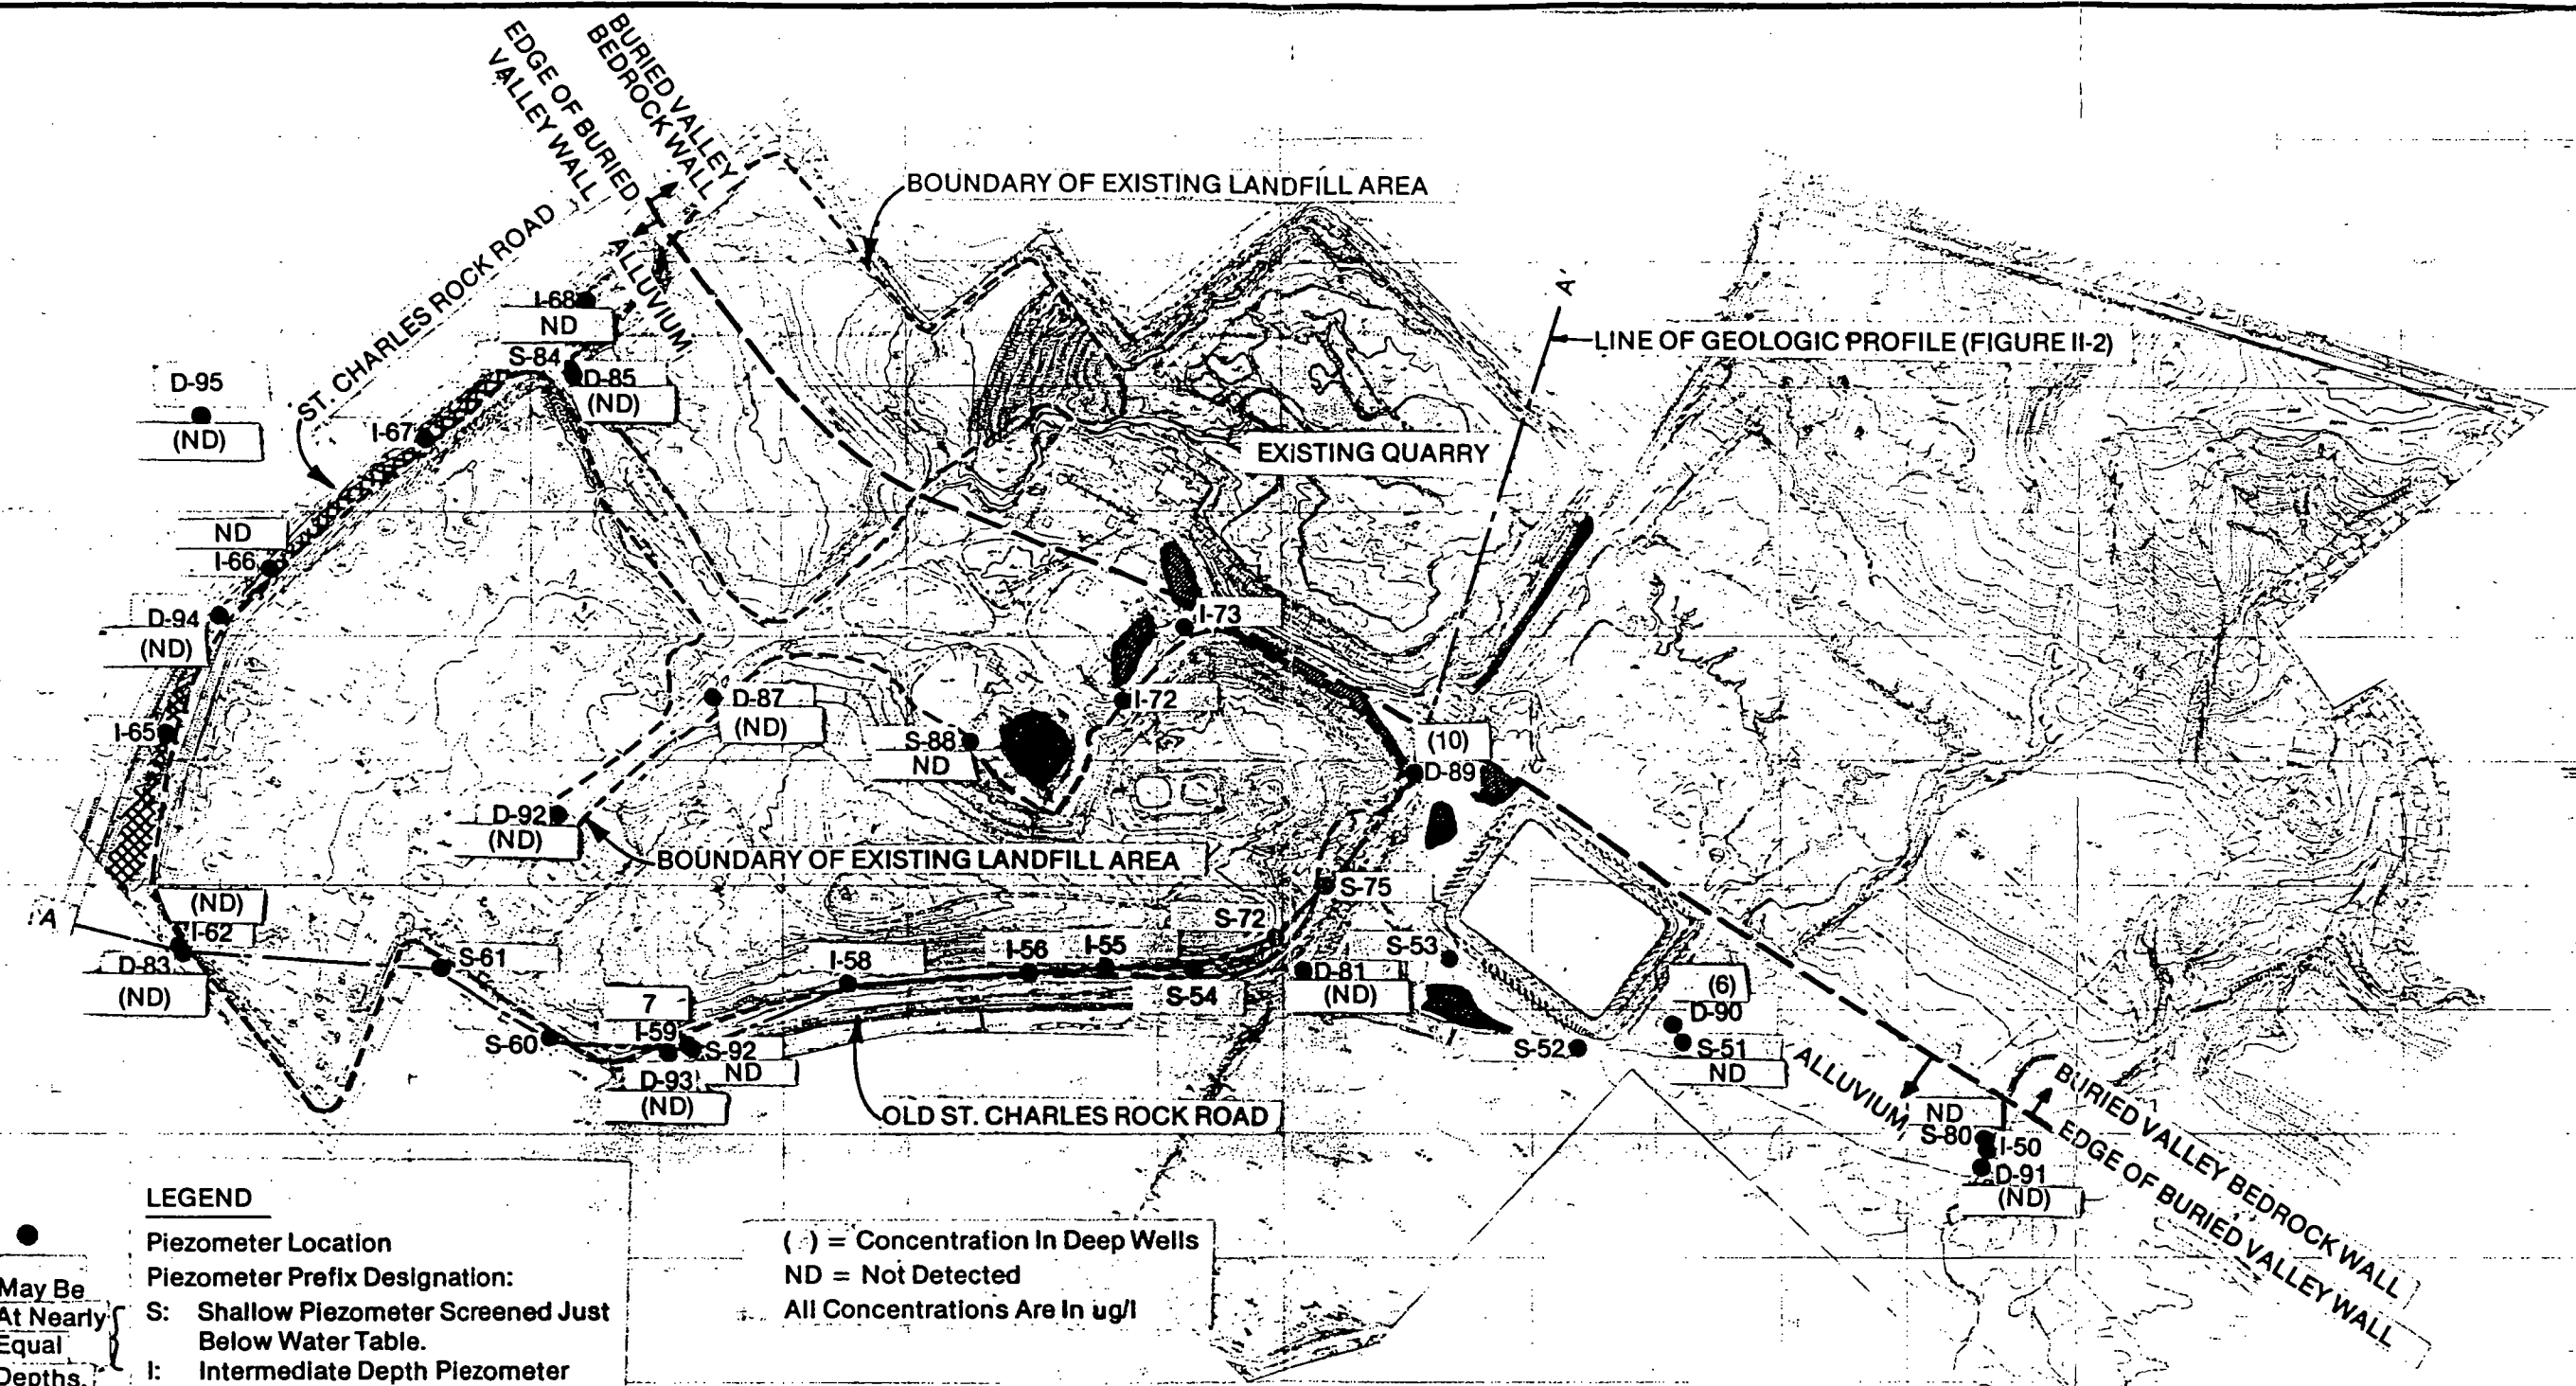 EDGE OF BURIED
VALLEY WALL
BURIED VALLEY
BEDROCK WALL
BOUNDARY OF EXISTING LANDFILL AREA
ST. CHARLES ROCK ROAD
ALLUVIUM
A'
LINE OF GEOLOGIC PROFILE (FIGURE II-2)
I-68
ND
S-84
D-85
(ND)
D-95
(ND)
I-67
EXISTING QUARRY
ND
I-66
D-94
(ND)
I-73
I-72
D-87
(ND)
I-65
S-88
ND
(10)
D-89
D-92
(ND)
BOUNDARY OF EXISTING LANDFILL AREA
S-75
(ND)
I-62
A
D-83
(ND)
S-61
S-72
I-58
I-56
I-55
S-53
S-54
D-81
(ND)
(6)
D-90
7
I-59
S-60
S-92
ND
D-93
(ND)
S-52
S-51
ND
OLD ST. CHARLES ROCK ROAD
ALLUVIUM
BURIED VALLEY BEDROCK WALL
EDGE OF BURIED VALLEY WALL
ND
S-80
I-50
D-91
(ND)
LEGEND
Piezometer Location
Piezometer Prefix Designation:
May Be
At Nearly
Equal
Depths.
S: Shallow Piezometer Screened Just
Below Water Table.
I: Intermediate Depth Piezometer
( ) = Concentration In Deep Wells
ND = Not Detected
All Concentrations Are In ug/l